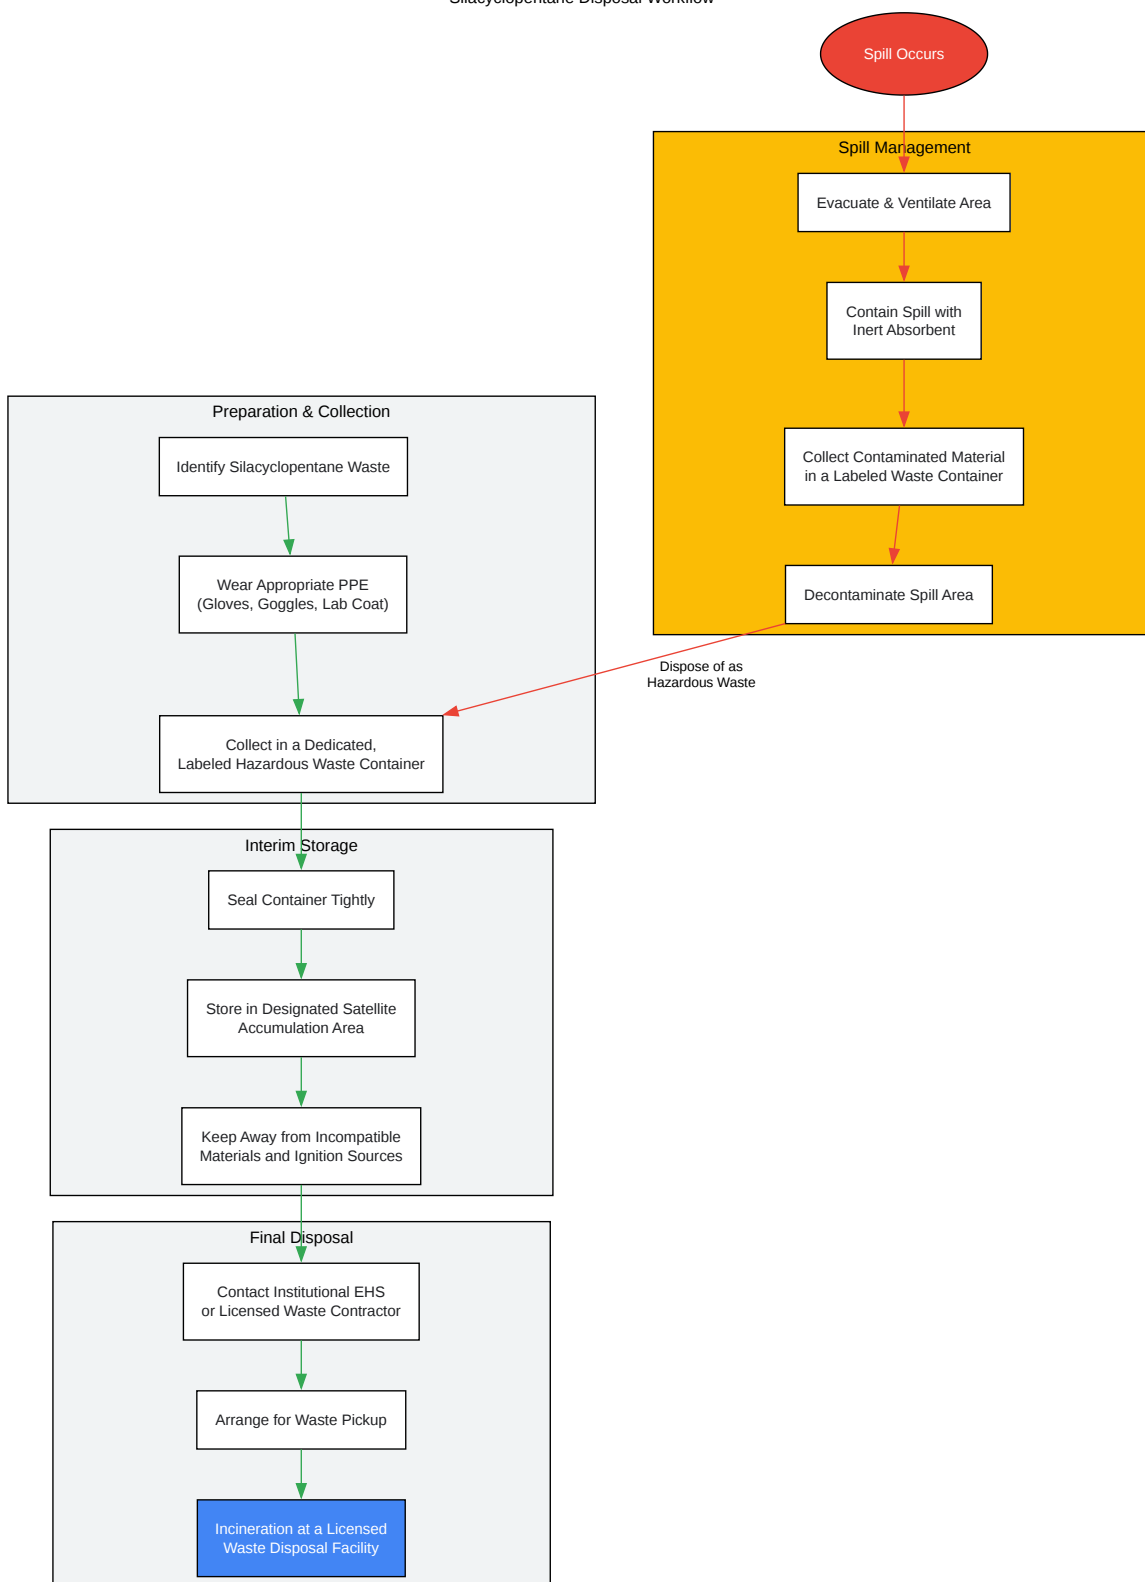 Silacyclopentane Disposal Workflow
Spill Occurs
Spill Management
Evacuate & Ventilate Area
Contain Spill with
Inert Absorbent
Collect Contaminated Material
in a Labeled Waste Container
Decontaminate Spill Area
Dispose of as
Hazardous Waste
Preparation & Collection
Identify Silacyclopentane Waste
Wear Appropriate PPE
(Gloves, Goggles, Lab Coat)
Collect in a Dedicated,
Labeled Hazardous Waste Container
Interim Storage
Seal Container Tightly
Store in Designated Satellite
Accumulation Area
Keep Away from Incompatible
Materials and Ignition Sources
Final Disposal
Contact Institutional EHS
or Licensed Waste Contractor
Arrange for Waste Pickup
Incineration at a Licensed
Waste Disposal Facility